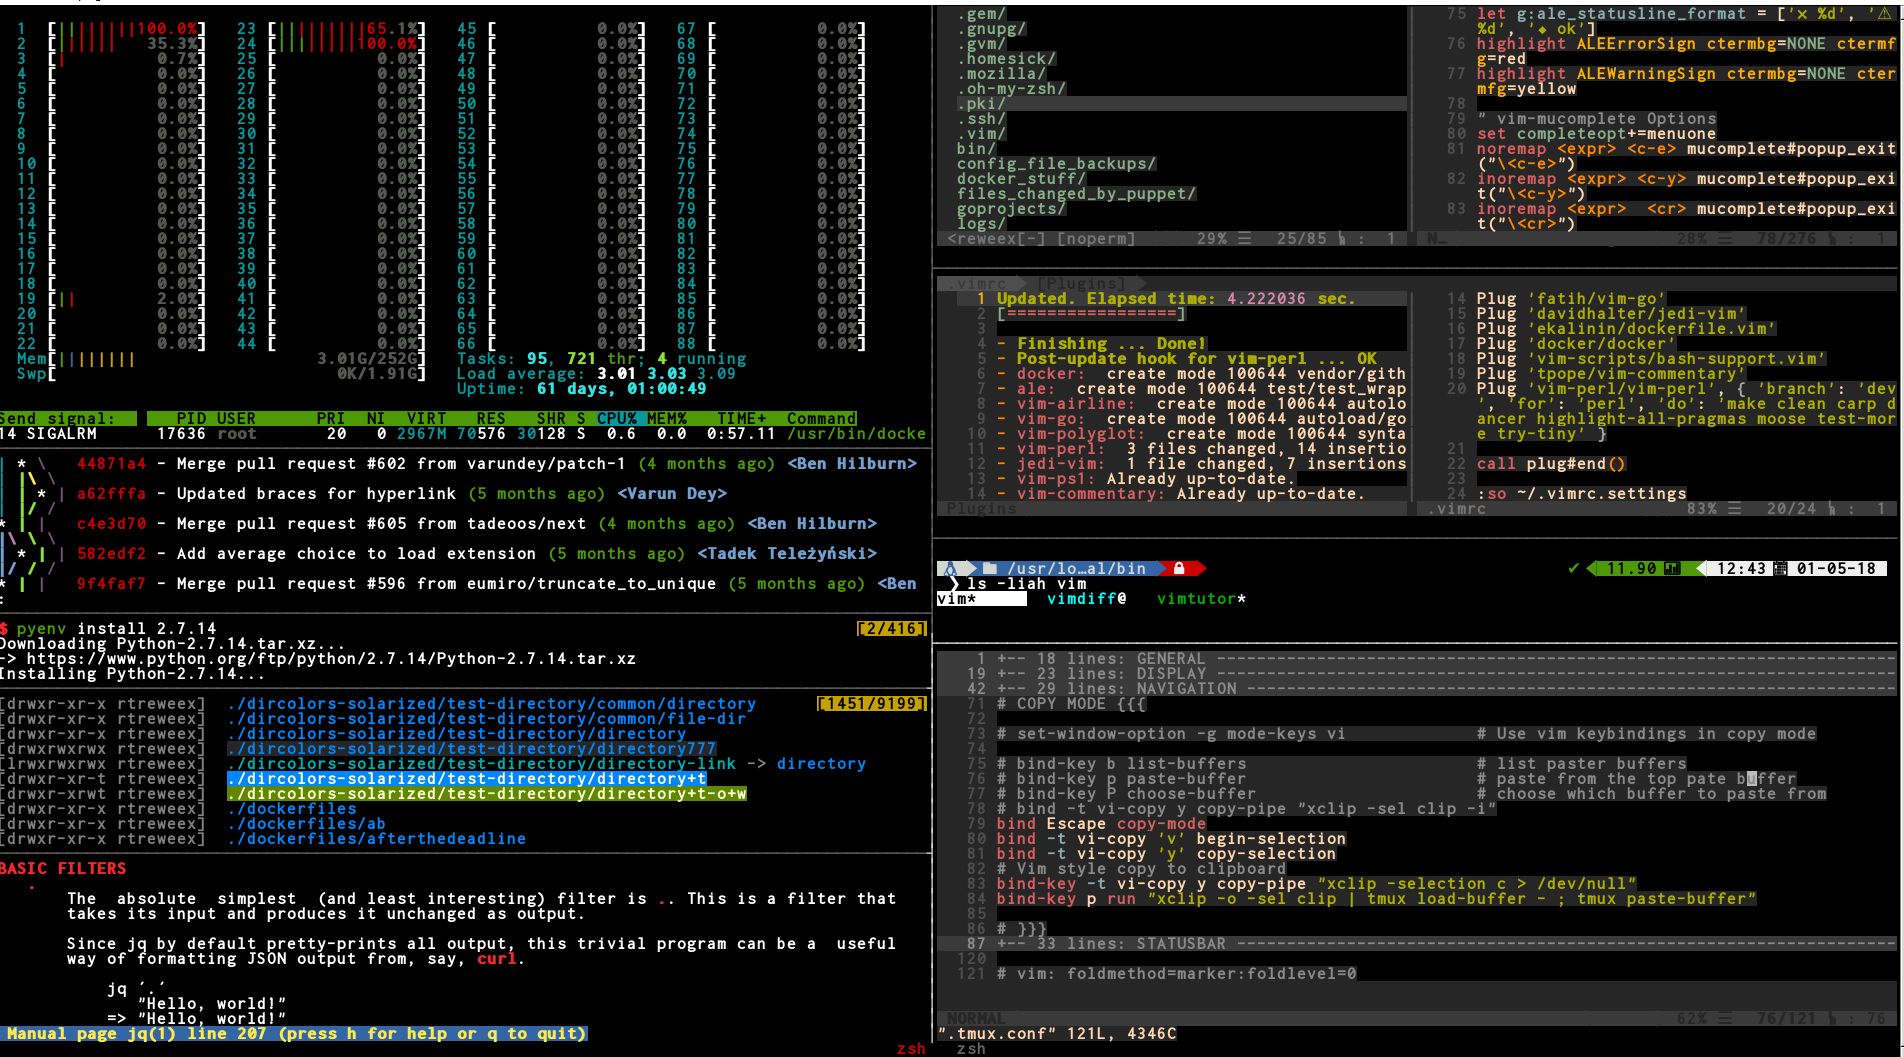 1 [||||||||||100.0%] 23 [||||||||||65.1%] 45 [ 0.0%] 67 [ 0.0%]
2 [|||||| 35.3%] 24 [||||||||||100.0%] 46 [ 0.0%] 68 [ 0.0%]
3 [| 0.7%] 25 [ 0.0%] 47 [ 0.0%] 69 [ 0.0%]
4 [ 0.0%] 26 [ 0.0%] 48 [ 0.0%] 70 [ 0.0%]
5 [ 0.0%] 27 [ 0.0%] 49 [ 0.0%] 71 [ 0.0%]
6 [ 0.0%] 28 [ 0.0%] 50 [ 0.0%] 72 [ 0.0%]
7 [ 0.0%] 29 [ 0.0%] 51 [ 0.0%] 73 [ 0.0%]
8 [ 0.0%] 30 [ 0.0%] 52 [ 0.0%] 74 [ 0.0%]
9 [ 0.0%] 31 [ 0.0%] 53 [ 0.0%] 75 [ 0.0%]
10 [ 0.0%] 32 [ 0.0%] 54 [ 0.0%] 76 [ 0.0%]
11 [ 0.0%] 33 [ 0.0%] 55 [ 0.0%] 77 [ 0.0%]
12 [ 0.0%] 34 [ 0.0%] 56 [ 0.0%] 78 [ 0.0%]
13 [ 0.0%] 35 [ 0.0%] 57 [ 0.0%] 79 [ 0.0%]
14 [ 0.0%] 36 [ 0.0%] 58 [ 0.0%] 80 [ 0.0%]
15 [ 0.0%] 37 [ 0.0%] 59 [ 0.0%] 81 [ 0.0%]
16 [ 0.0%] 38 [ 0.0%] 60 [ 0.0%] 82 [ 0.0%]
17 [ 0.0%] 39 [ 0.0%] 61 [ 0.0%] 83 [ 0.0%]
18 [ 0.0%] 40 [ 0.0%] 62 [ 0.0%] 84 [ 0.0%]
19 [|| 2.0%] 41 [ 0.0%] 63 [ 0.0%] 85 [ 0.0%]
20 [ 0.0%] 42 [ 0.0%] 64 [ 0.0%] 86 [ 0.0%]
21 [ 0.0%] 43 [ 0.0%] 65 [ 0.0%] 87 [ 0.0%]
22 [ 0.0%] 44 [ 0.0%] 66 [ 0.0%] 88 [ 0.0%]
Mem[|||||||| 3.01G/252G] Tasks: 95, 721 thr; 4 running
Swp[ 0K/1.91G] Load average: 3.01 3.03 3.09
Uptime: 61 days, 01:00:49
Send signal: PID USER PRI NI VIRT RES SHR S CPU% MEM% TIME+ Command
14 SIGALRM 17636 root 20 0 2967M 70576 30128 S 0.6 0.0 0:57.11 /usr/bin/docke
* 44871a4 - Merge pull request #602 from varundey/patch-1 (4 months ago) <Ben Hilburn>
* a62fffa - Updated braces for hyperlink (5 months ago) <Varun Dey>
* c4e3d70 - Merge pull request #605 from tadeoos/next (4 months ago) <Ben Hilburn>
* 582edf2 - Add average choice to load extension (5 months ago) <Tadek Teleżyński>
* 9f4faf7 - Merge pull request #596 from eumiro/truncate_to_unique (5 months ago) <Ben
:
$ pyenv install 2.7.14 [2/416]
Downloading Python-2.7.14.tar.xz...
-> https://www.python.org/ftp/python/2.7.14/Python-2.7.14.tar.xz
Installing Python-2.7.14...
[drwxr-xr-x rtreweex] ./dircolors-solarized/test-directory/common/directory [1451/9199]
[drwxr-xr-x rtreweex] ./dircolors-solarized/test-directory/common/file-dir
[drwxr-xr-x rtreweex] ./dircolors-solarized/test-directory/directory
[drwxrwxrwx rtreweex] ./dircolors-solarized/test-directory/directory777
[lrwxrwxrwx rtreweex] ./dircolors-solarized/test-directory/directory-link -> directory
[drwxr-xr-t rtreweex] ./dircolors-solarized/test-directory/directory+t
[drwxr-xrwt rtreweex] ./dircolors-solarized/test-directory/directory+t-o+w
[drwxr-xr-x rtreweex] ./dockerfiles
[drwxr-xr-x rtreweex] ./dockerfiles/ab
[drwxr-xr-x rtreweex] ./dockerfiles/afterthedeadline
BASIC FILTERS
.
The absolute simplest (and least interesting) filter is .. This is a filter that
takes its input and produces it unchanged as output.
Since jq by default pretty-prints all output, this trivial program can be a useful
way of formatting JSON output from, say, curl.
jq ´.´
"Hello, world!"
=> "Hello, world!"
Manual page jq(1) line 207 (press h for help or q to quit)
zsh
.gem/
.gnupg/
.gvm/
.homesick/
.mozilla/
.oh-my-zsh/
.pki/
.ssh/
.vim/
bin/
config_file_backups/
docker_stuff/
files_changed_by_puppet/
goprojects/
logs/
<reweex[-] [noperm] 29% ☰ 25/85 : 1
75 let g:ale_statusline_format = ['✕ %d', '⚠
%d', '⬥ ok']
76 highlight ALEErrorSign ctermbg=NONE ctermf
g=red
77 highlight ALEWarningSign ctermbg=NONE cter
mfg=yellow
78
79 " vim-mucomplete Options
80 set completeopt+=menuone
81 noremap <expr> <c-e> mucomplete#popup_exit
("\<c-e>")
82 inoremap <expr> <c-y> mucomplete#popup_exi
t("\<c-y>")
83 inoremap <expr> <cr> mucomplete#popup_exi
t("\<cr>")
N… 28% ☰ 78/276 : 1
.vimrc [Plugins]
1 Updated. Elapsed time: 4.222036 sec.
2 [=================]
3
4 - Finishing ... Done!
5 - Post-update hook for vim-perl ... OK
6 - docker: create mode 100644 vendor/gith
7 - ale: create mode 100644 test/test_wrap
8 - vim-airline: create mode 100644 autolo
9 - vim-go: create mode 100644 autoload/go
10 - vim-polyglot: create mode 100644 synta
11 - vim-perl: 3 files changed, 14 insertio
12 - jedi-vim: 1 file changed, 7 insertions
13 - vim-ps1: Already up-to-date.
14 - vim-commentary: Already up-to-date.
Plugins
14 Plug 'fatih/vim-go'
15 Plug 'davidhalter/jedi-vim'
16 Plug 'ekalinin/dockerfile.vim'
17 Plug 'docker/docker'
18 Plug 'vim-scripts/bash-support.vim'
19 Plug 'tpope/vim-commentary'
20 Plug 'vim-perl/vim-perl', { 'branch': 'dev
', 'for': 'perl', 'do': 'make clean carp d
ancer highlight-all-pragmas moose test-mor
e try-tiny' }
21
22 call plug#end()
23
24 :so ~/.vimrc.settings
.vimrc 83% ☰ 20/24 : 1
/usr/lo…al/bin ✔ 11.90 12:43 01-05-18
❯ ls -liah vim
vim* vimdiff@ vimtutor*
1 +-- 18 lines: GENERAL
19 +-- 23 lines: DISPLAY
42 +-- 29 lines: NAVIGATION
71 # COPY MODE {{{
72
73 # set-window-option -g mode-keys vi # Use vim keybindings in copy mode
74
75 # bind-key b list-buffers # list paster buffers
76 # bind-key p paste-buffer # paste from the top pate buffer
77 # bind-key P choose-buffer # choose which buffer to paste from
78 # bind -t vi-copy y copy-pipe "xclip -sel clip -i"
79 bind Escape copy-mode
80 bind -t vi-copy 'v' begin-selection
81 bind -t vi-copy 'y' copy-selection
82 # Vim style copy to clipboard
83 bind-key -t vi-copy y copy-pipe "xclip -selection c > /dev/null"
84 bind-key p run "xclip -o -sel clip | tmux load-buffer - ; tmux paste-buffer"
85
86 # }}}
87 +-- 33 lines: STATUSBAR
120
121 # vim: foldmethod=marker:foldlevel=0
NORMAL 62% ☰ 76/121 : 76
".tmux.conf" 121L, 4346C
zsh